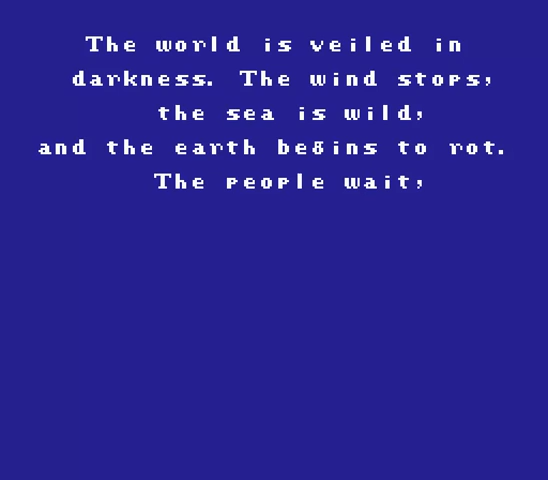 The world is veiled in
darkness. The wind stops,
the sea is wild,
and the earth begins to rot.
The people wait,